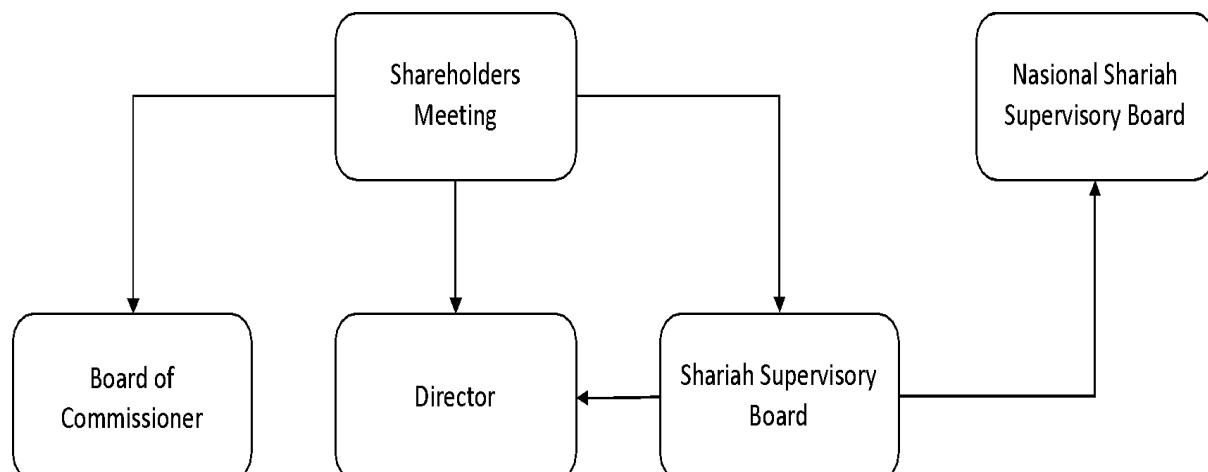 Shareholders
Meeting
Nasional Shariah
Supervisory Board
Board of
Commissioner
Director
Shariah Supervisory
Board